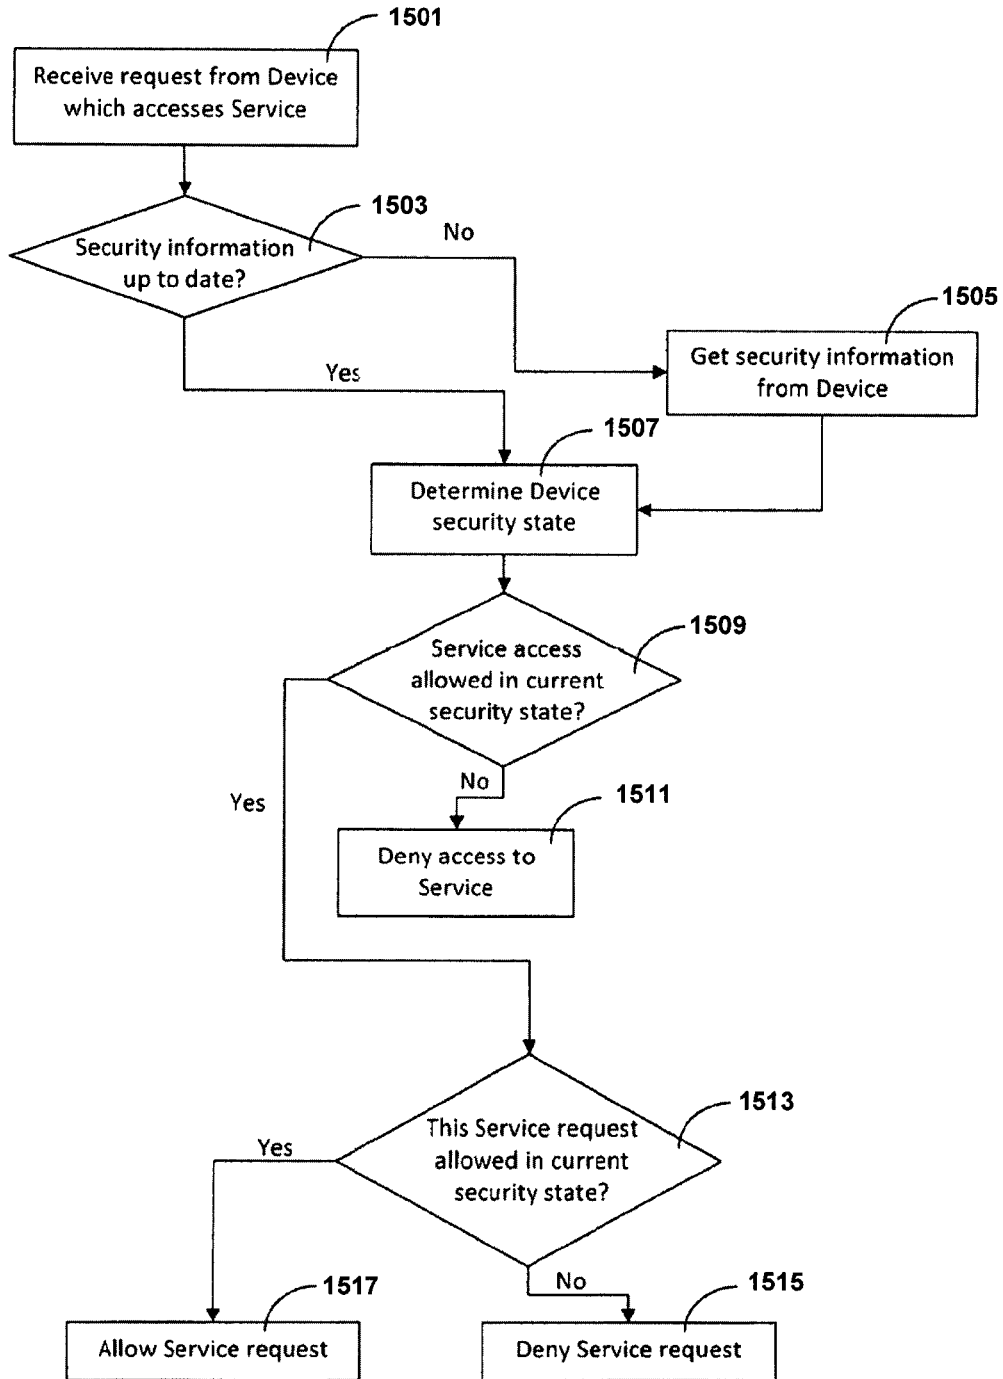 1501
Receive request from Device
which accesses Service
1503
Security information
up to date?
No
1505
Get security information
from Device
Yes
1507
Determine Device
security state
1509
Service access
allowed in current
security state?
No
Yes
1511
Deny access to
Service
1513
This Service request
allowed in current
security state?
Yes
No
1517
Allow Service request
1515
Deny Service request